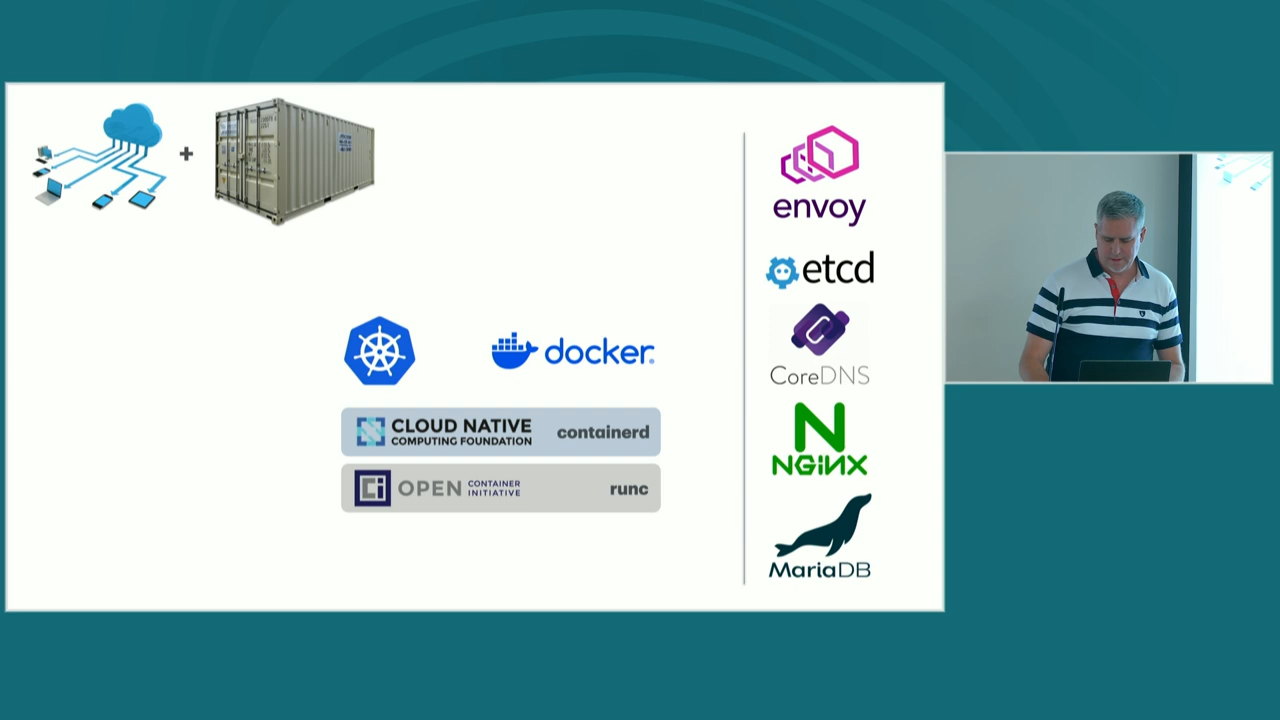 +
envoy
etcd
CoreDNS
NGiNX
MariaDB
docker
CLOUD NATIVE
COMPUTING FOUNDATION
containerd
OPEN CONTAINER
INITIATIVE
runc